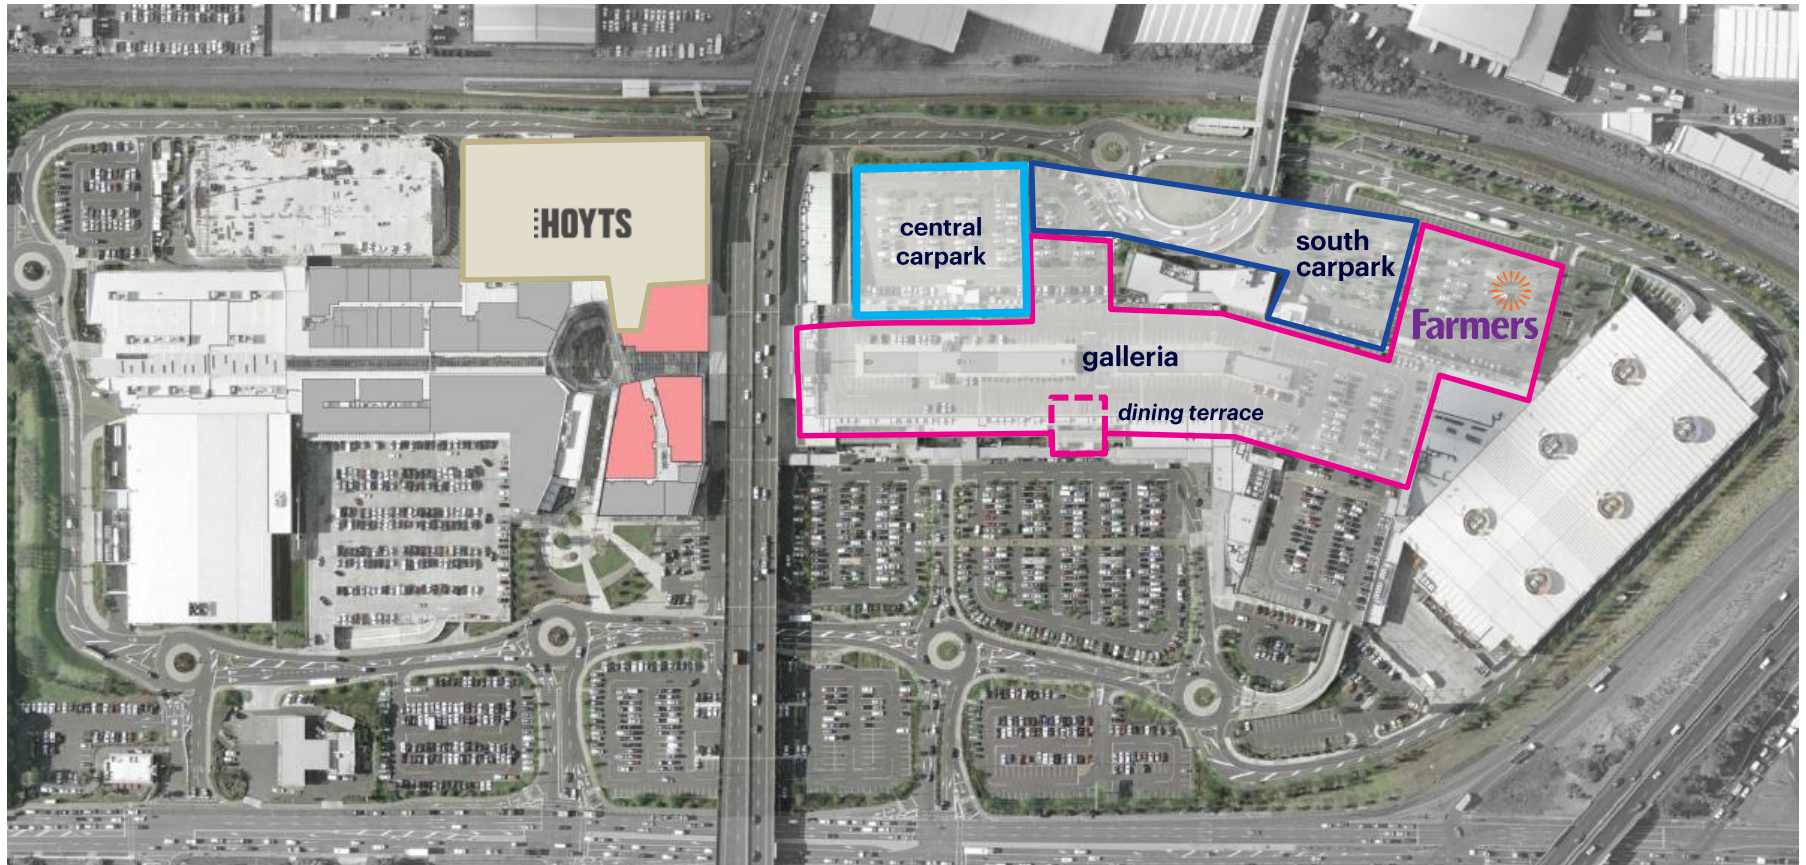 HOYTS
central
carpark
south
carpark
Farmers
galleria
dining terrace